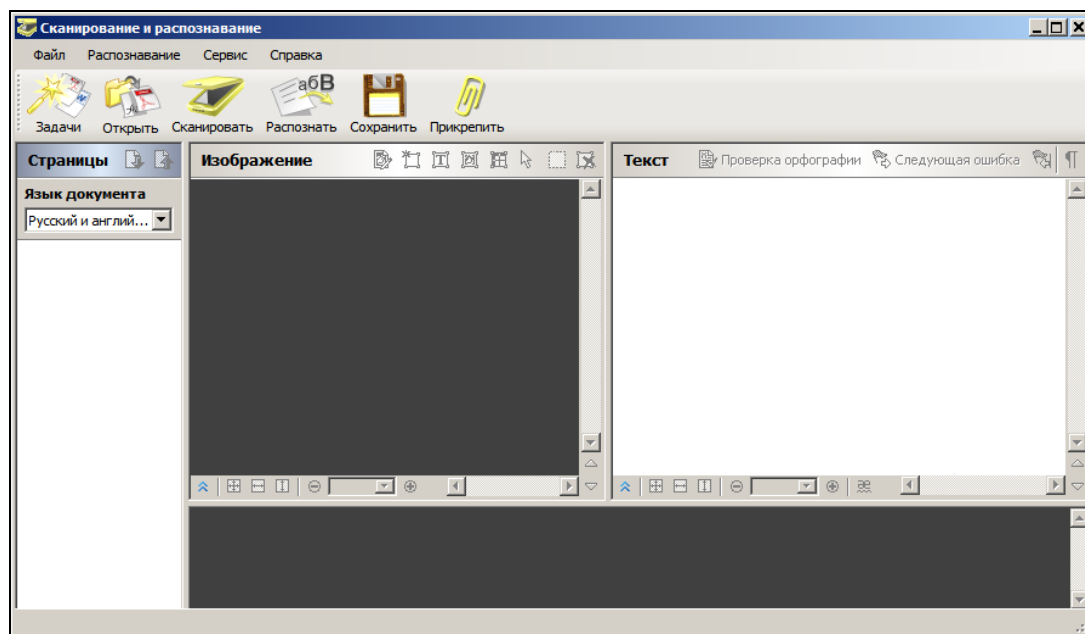 Сканирование и распознавание
Файл Распознавание Сервис Справка
абВ
Задачи Открыть Сканировать Распознать Сохранить Прикрепить
Страницы Изображение Текст Проверка орфографии Следующая ошибка ¶
Язык документа
Русский и англий...